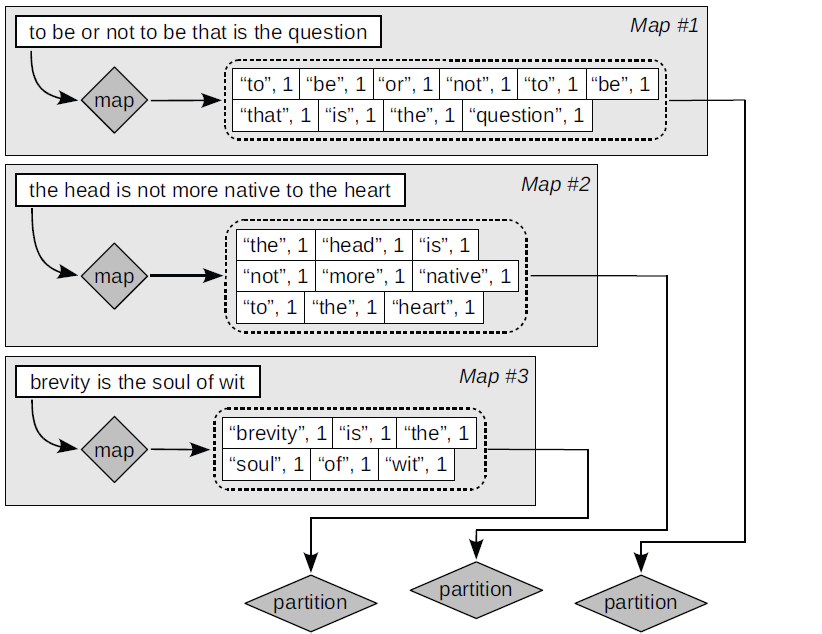 Map #1
to be or not to be that is the question
map
“to”, 1 “be”, 1 “or”, 1 “not”, 1 “to”, 1 “be”, 1
“that”, 1 “is”, 1 “the”, 1 “question”, 1
Map #2
the head is not more native to the heart
map
“the”, 1 “head”, 1 “is”, 1
“not”, 1 “more”, 1 “native”, 1
“to”, 1 “the”, 1 “heart”, 1
Map #3
brevity is the soul of wit
map
“brevity”, 1 “is”, 1 “the”, 1
“soul”, 1 “of”, 1 “wit”, 1
partition
partition
partition